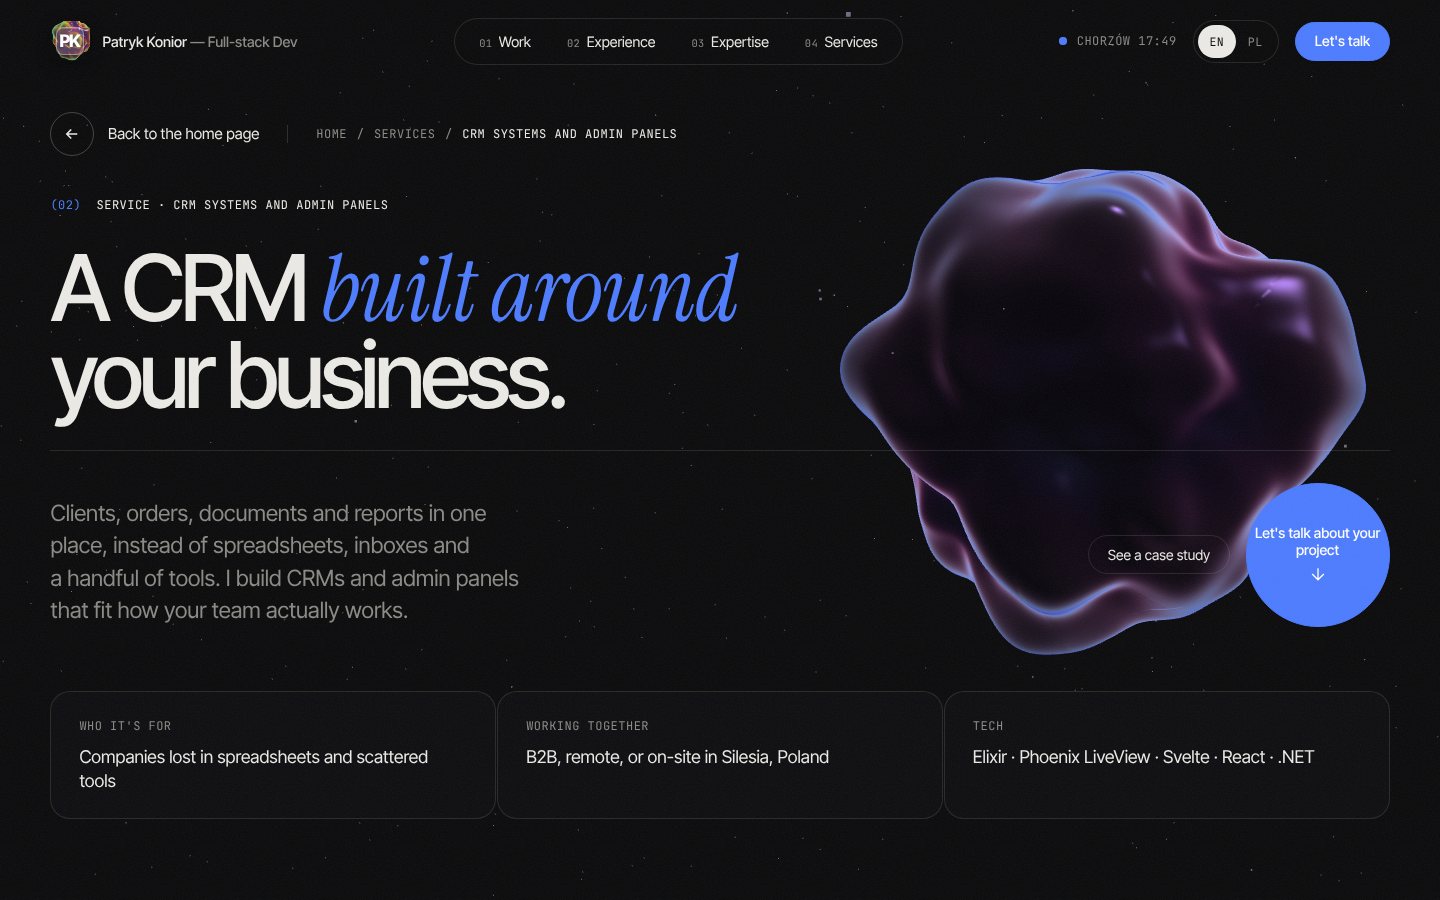 PK Patryk Konior — Full-stack Dev
01 Work 02 Experience 03 Expertise 04 Services
CHORZÓW 17:49
EN PL
Let's talk
← Back to the home page
HOME / SERVICES / CRM SYSTEMS AND ADMIN PANELS
(02) SERVICE · CRM SYSTEMS AND ADMIN PANELS
A CRM built around
your business.
Clients, orders, documents and reports in one
place, instead of spreadsheets, inboxes and
a handful of tools. I build CRMs and admin panels
that fit how your team actually works.
See a case study
Let's talk about your
project
↓
WHO IT'S FOR
Companies lost in spreadsheets and scattered
tools
WORKING TOGETHER
B2B, remote, or on-site in Silesia, Poland
TECH
Elixir · Phoenix LiveView · Svelte · React · .NET